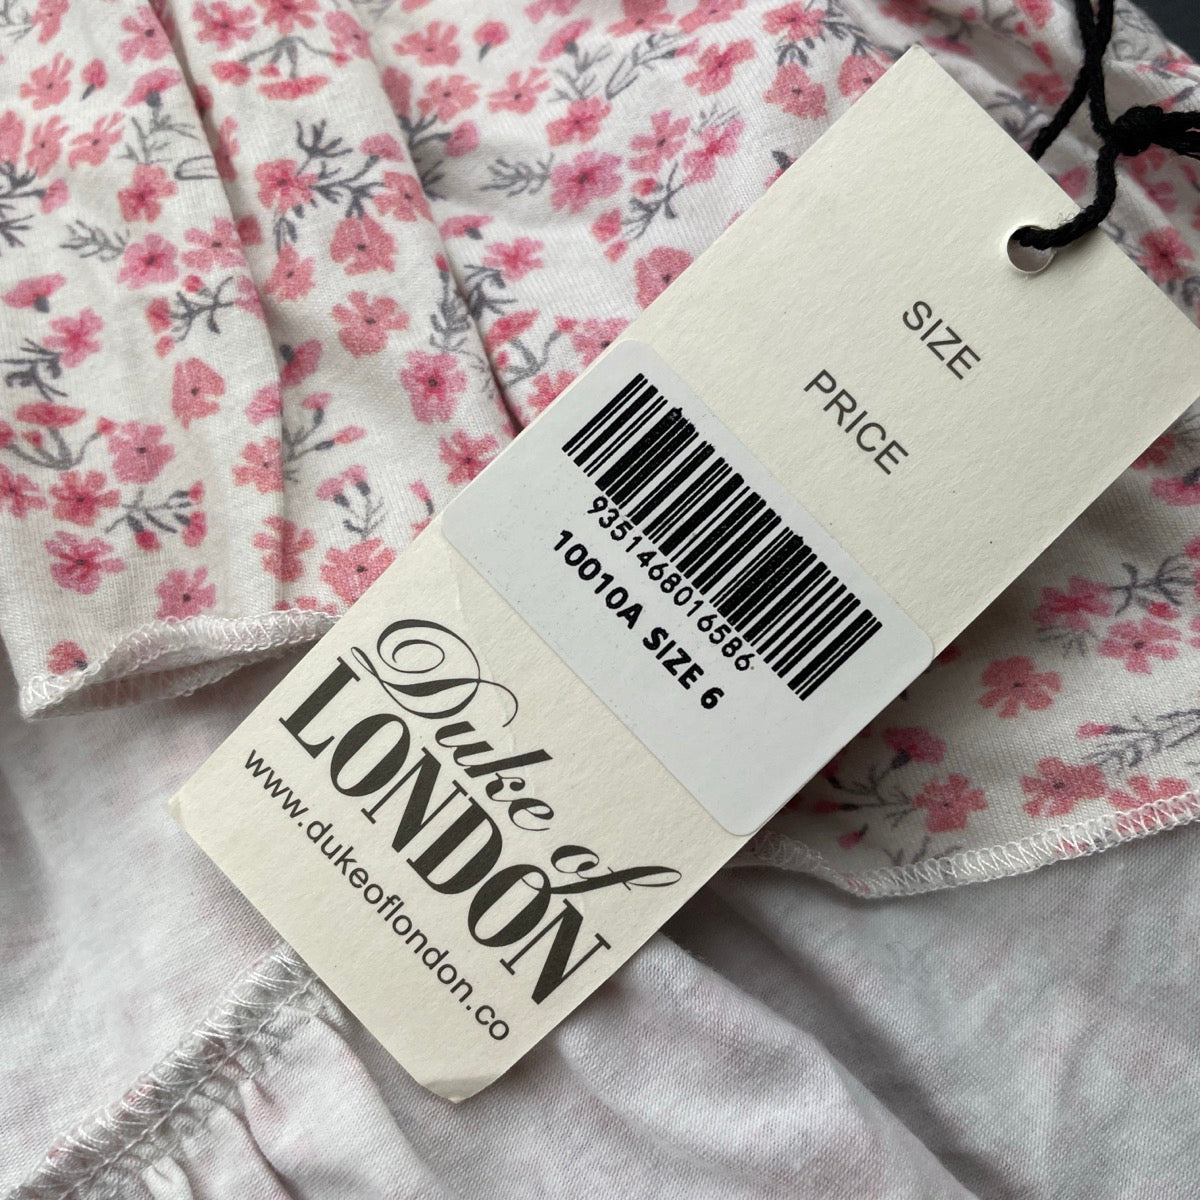 SIZE
PRICE
9351468016586
10010A SIZE 6
Duke of
LONDON
www.dukeoflondon.co